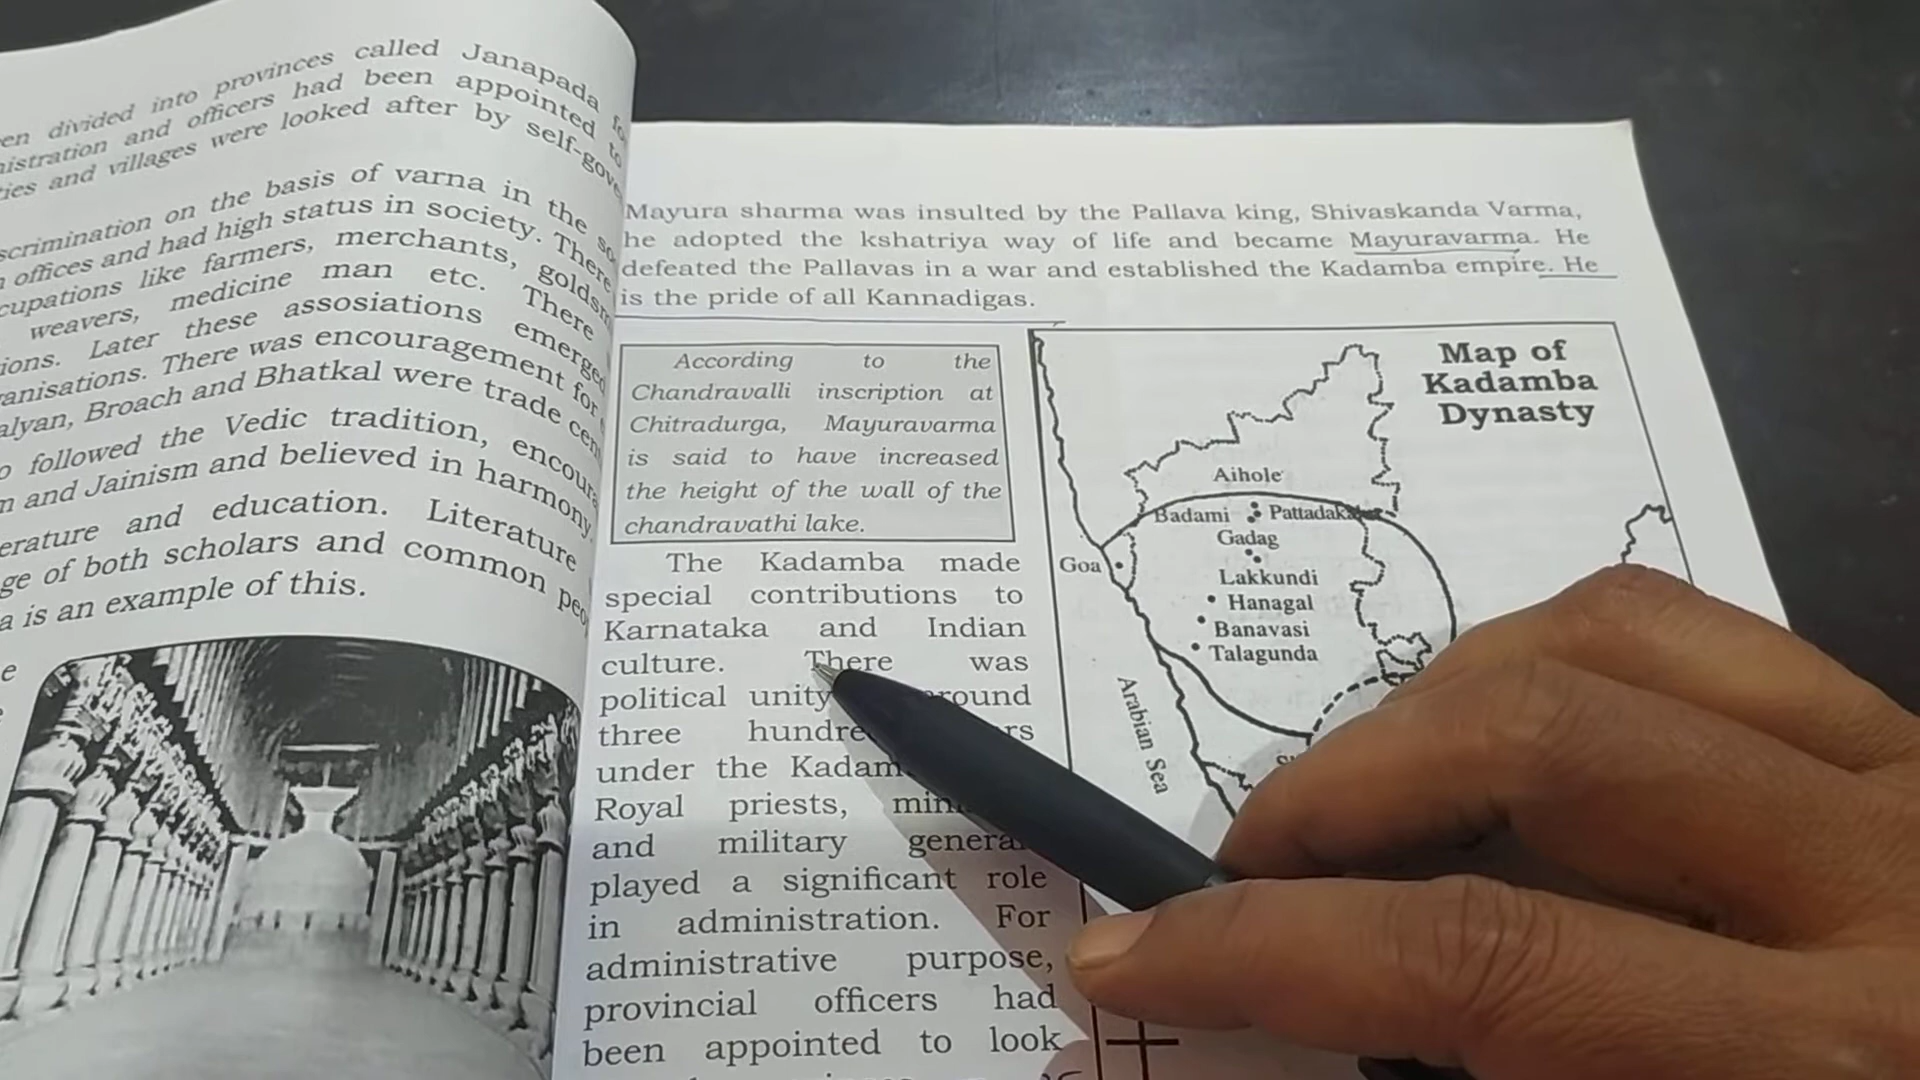 en divided into provinces called Janapada
nistration and officers had been appointed to
ties and villages were looked after by self-gove
scrimination on the basis of varna in the so
offices and had high status in society. There
cupations like farmers, merchants, goldsm
weavers, medicine man etc. There
ions. Later these assosiations emerged
anisations. There was encouragement for
alyan, Broach and Bhatkal were trade cen
o followed the Vedic tradition, encour
m and Jainism and believed in harmony.
erature and education. Literature
ge of both scholars and common peo
a is an example of this.
e
Mayura sharma was insulted by the Pallava king, Shivaskanda Varma,
he adopted the kshatriya way of life and became Mayuravarma. He
defeated the Pallavas in a war and established the Kadamba empire. He
is the pride of all Kannadigas.
According to the
Chandravalli inscription at
Chitradurga, Mayuravarma
is said to have increased
the height of the wall of the
chandravathi lake.
The Kadamba made
special contributions to
Karnataka and Indian
culture. There was
political unity around
three hundre rs
under the Kadam
Royal priests, min
and military genera
played a significant role
in administration. For
administrative purpose,
provincial officers had
been appointed to look
Map of
Kadamba
Dynasty
Aihole
Badami Pattadak
Gadag
Goa
Lakkundi
Hanagal
Banavasi
Talagunda
Arabian Sea